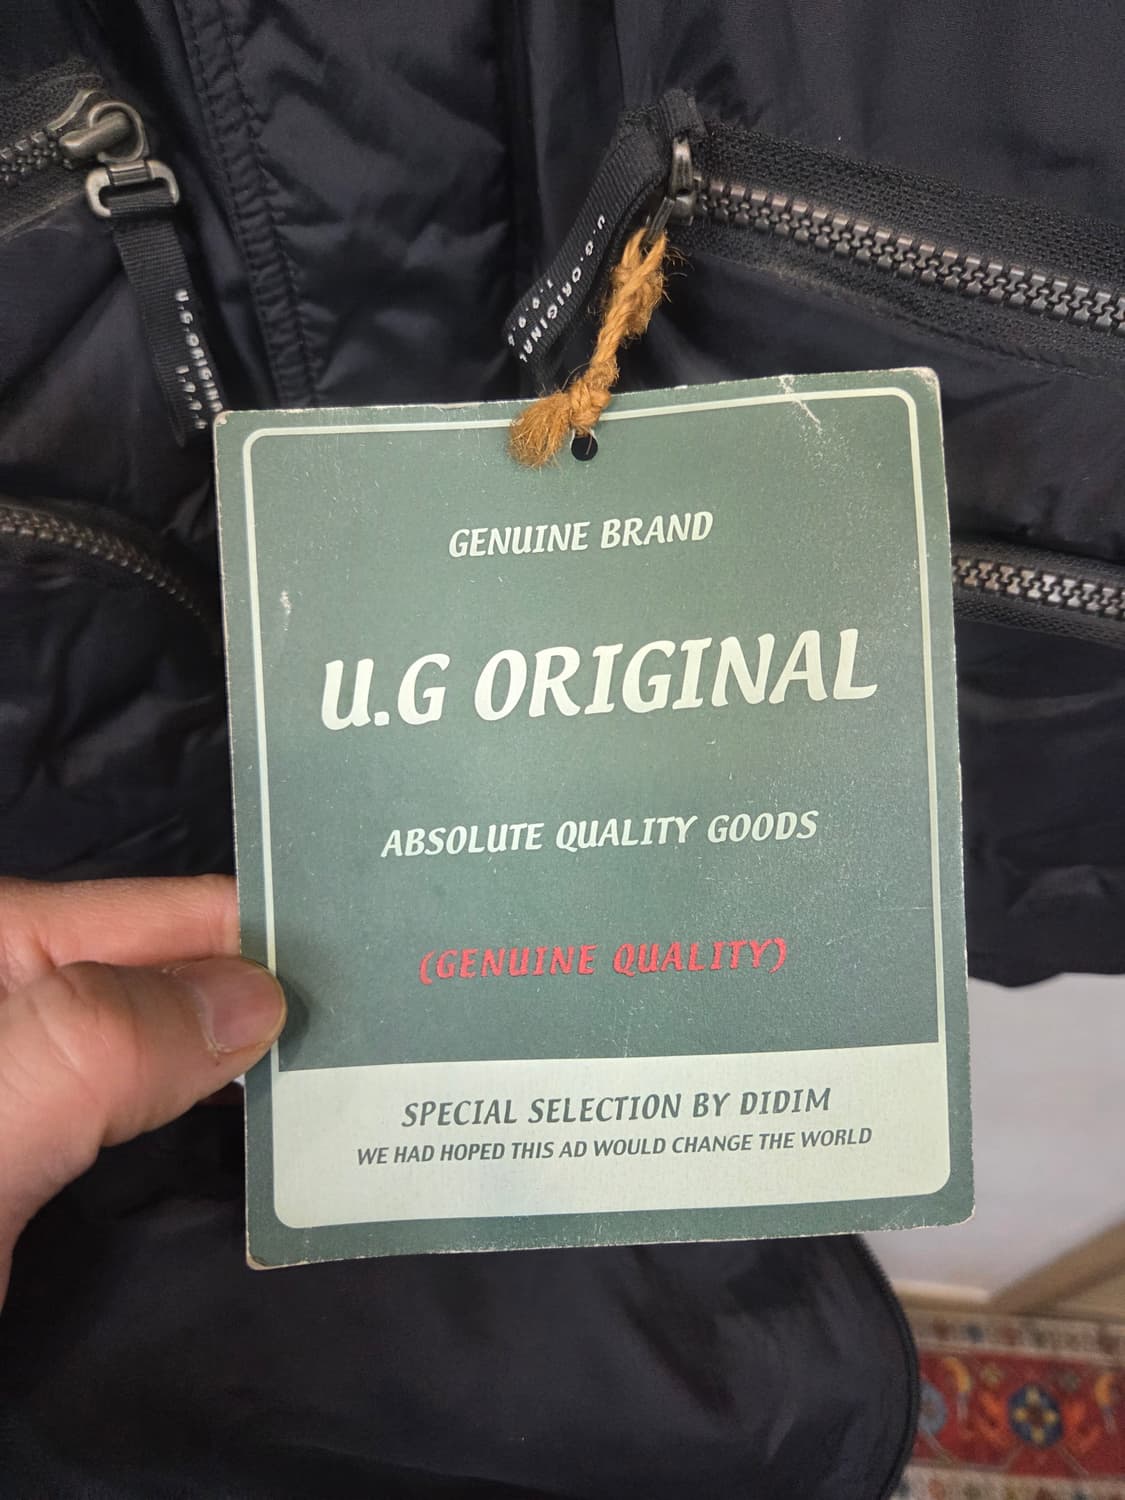 U.G.ORIGINAL
GENUINE BRAND
U.G ORIGINAL
ABSOLUTE QUALITY GOODS
(GENUINE QUALITY)
SPECIAL SELECTION BY DIDIM
WE HAD HOPED THIS AD WOULD CHANGE THE WORLD